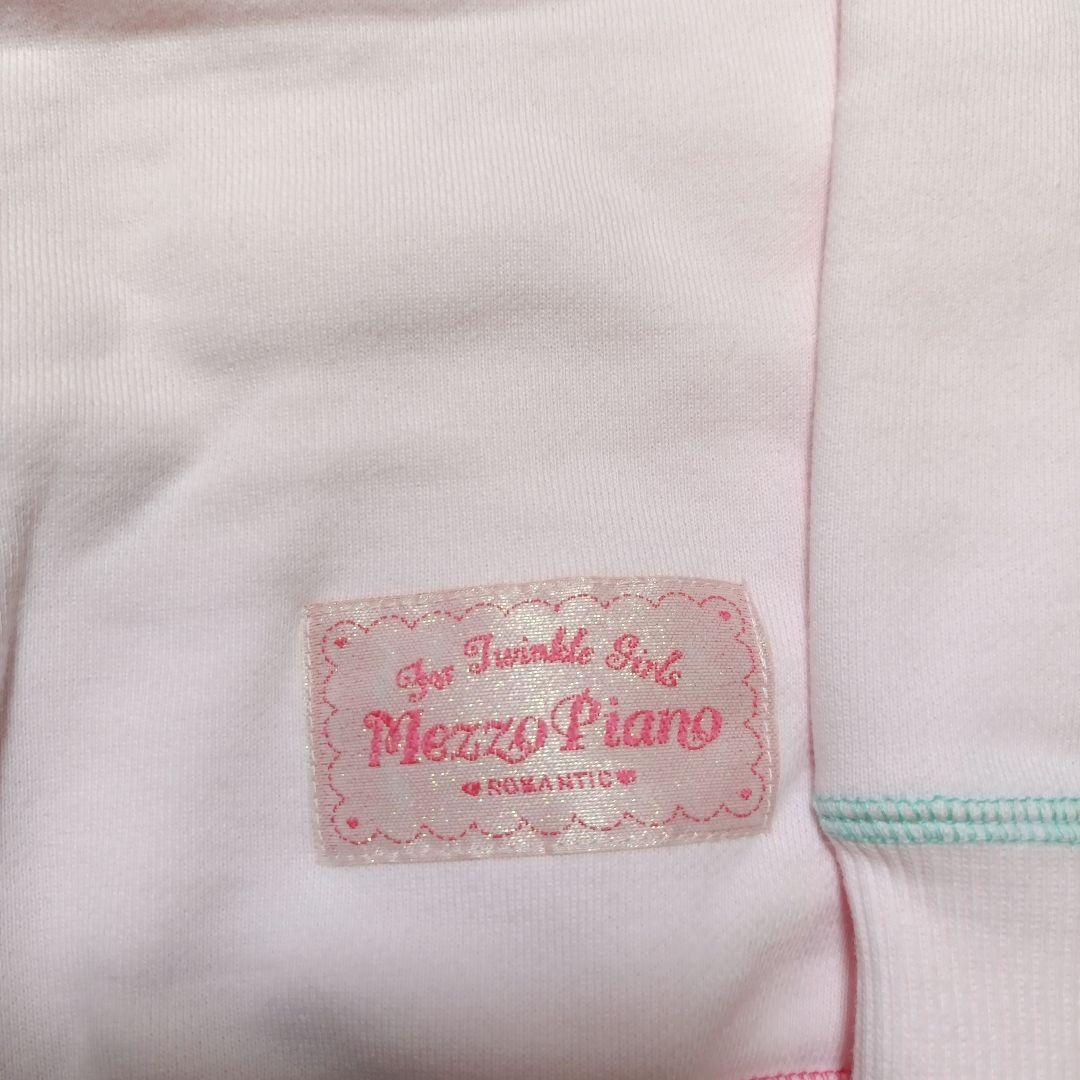 For Twinkle Girls
Mezzo Piano
ROMANTIC